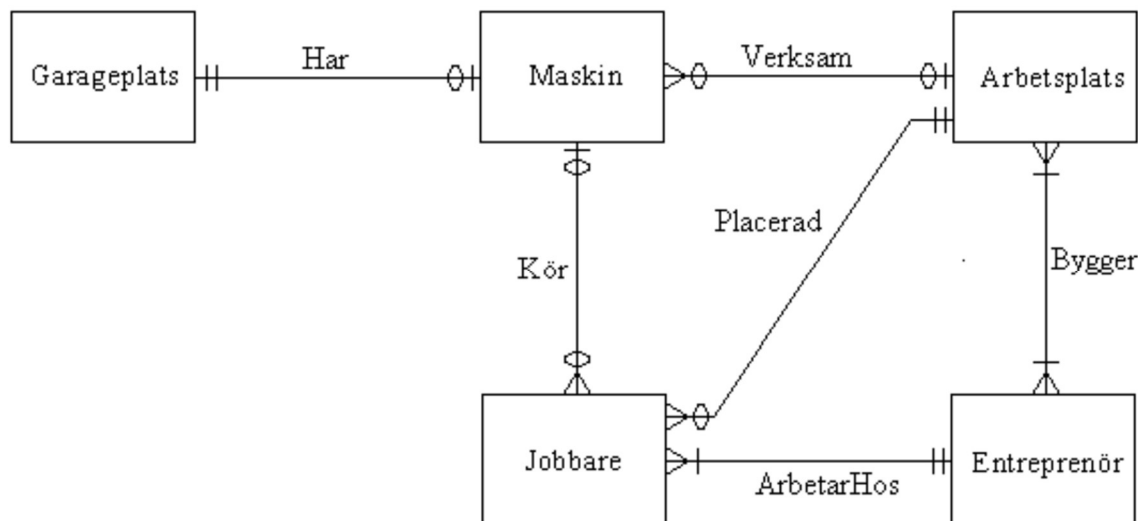 Garageplats
Har
Maskin
Verksam
Arbetsplats
Placerad
Kör
Bygger
Jobbare
ArbetarHos
Entreprenör